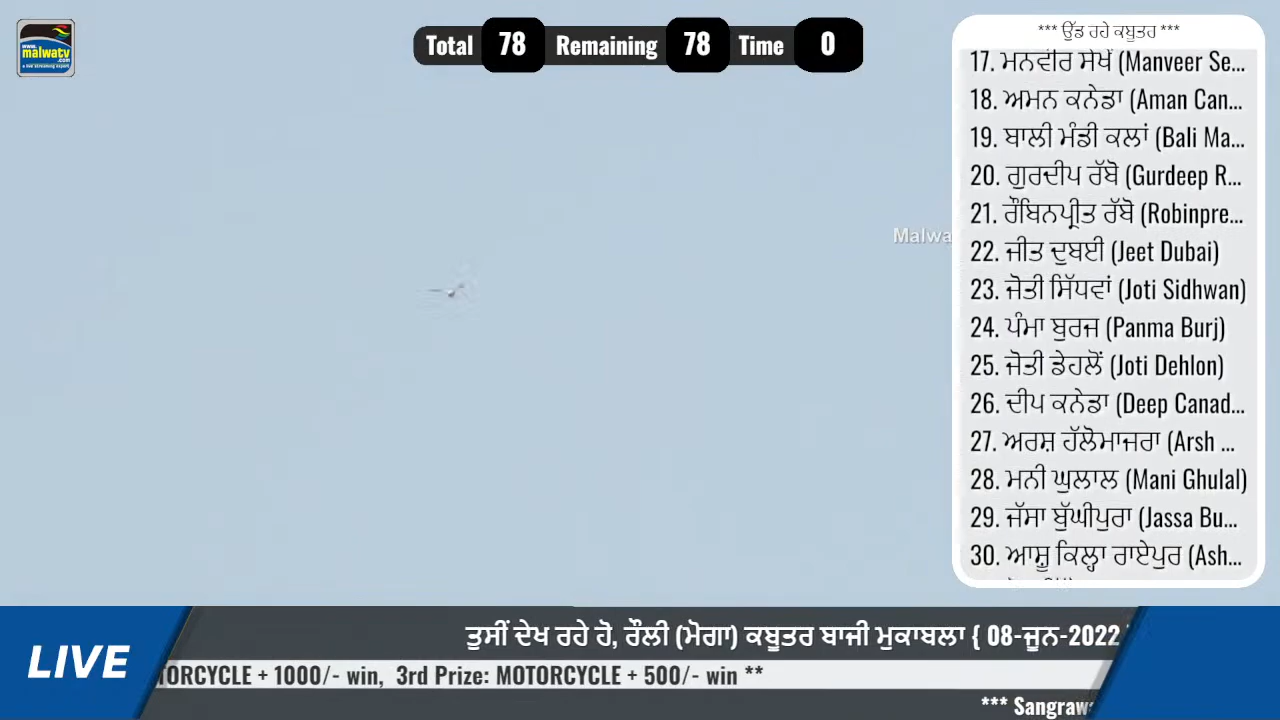 www.
malwatv
.com
Total 78 Remaining 78 Time 0
*** ਉੱਡ ਰਹੇ ਕਬੂਤਰ ***
17. ਮਨਵੀਰ ਸੇਖੋਂ (Manveer Se...
18. ਅਮਨ ਕਨੇਡਾ (Aman Can...
19. ਬਾਲੀ ਮੰਡੀ ਕਲਾਂ (Bali Ma...
20. ਗੁਰਦੀਪ ਰੱਬੋ (Gurdeep R...
21. ਰੌਬਿਨਪ੍ਰੀਤ ਰੱਬੋ (Robinpre...
22. ਜੀਤ ਦੁਬਈ (Jeet Dubai)
23. ਜੋਤੀ ਸਿੱਧਵਾਂ (Joti Sidhwan)
24. ਪੰਮਾ ਬੁਰਜ (Panma Burj)
25. ਜੋਤੀ ਡੇਹਲੋਂ (Joti Dehlon)
26. ਦੀਪ ਕਨੇਡਾ (Deep Canad...
27. ਅਰਸ਼ ਹੱਲੋਮਾਜਰਾ (Arsh ...
28. ਮਨੀ ਘੁਲਾਲ (Mani Ghulal)
29. ਜੱਸਾ ਬੁੱਘੀਪੁਰਾ (Jassa Bu...
30. ਆਸ਼ੂ ਕਿਲ੍ਹਾ ਰਾਏਪੁਰ (Ash...
Malwa
LIVE
ਤੁਸੀਂ ਦੇਖ ਰਹੇ ਹੋ, ਰੌਲੀ (ਮੋਗਾ) ਕਬੂਤਰ ਬਾਜੀ ਮੁਕਾਬਲਾ { 08-ਜੂਨ-2022
TORCYCLE + 1000/- win, 3rd Prize: MOTORCYCLE + 500/- win **
*** Sangrawa